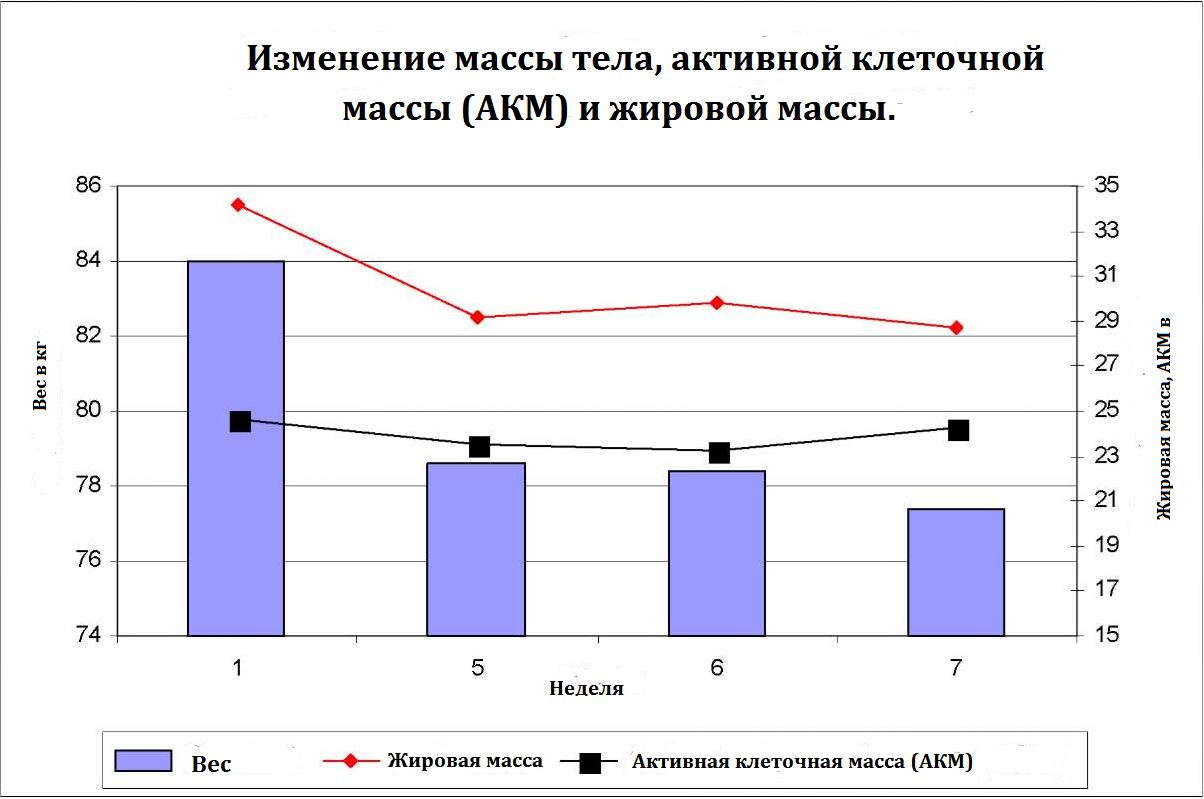 Изменение массы тела, активной клеточной
массы (АКМ) и жировой массы.
86
84
82
80
78
76
74
Вес в кг
35
33
31
29
27
25
23
21
19
17
15
Жировая масса, АКМ в
1 5 6 7
Неделя
Вес Жировая масса Активная клеточная масса (АКМ)